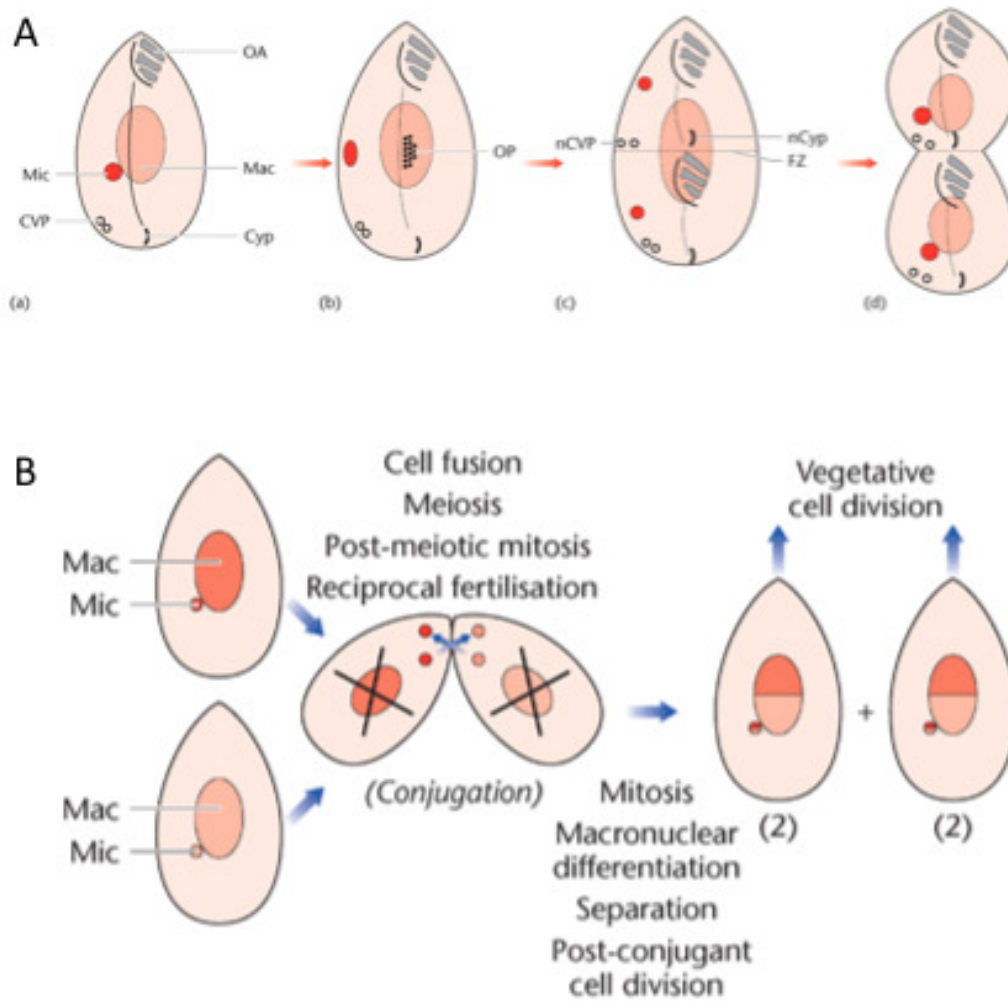 A
OA
Mic
Mac
CVP
Cyp
(a)
OP
(b)
nCVP
nCyp
FZ
(c)
(d)
B
Cell fusion
Meiosis
Post-meiotic mitosis
Reciprocal fertilisation
Vegetative
cell division
Mac
Mic
Mac
Mic
(Conjugation)
Mitosis
Macronuclear
differentiation
Separation
Post-conjugant
cell division
+
(2)
(2)